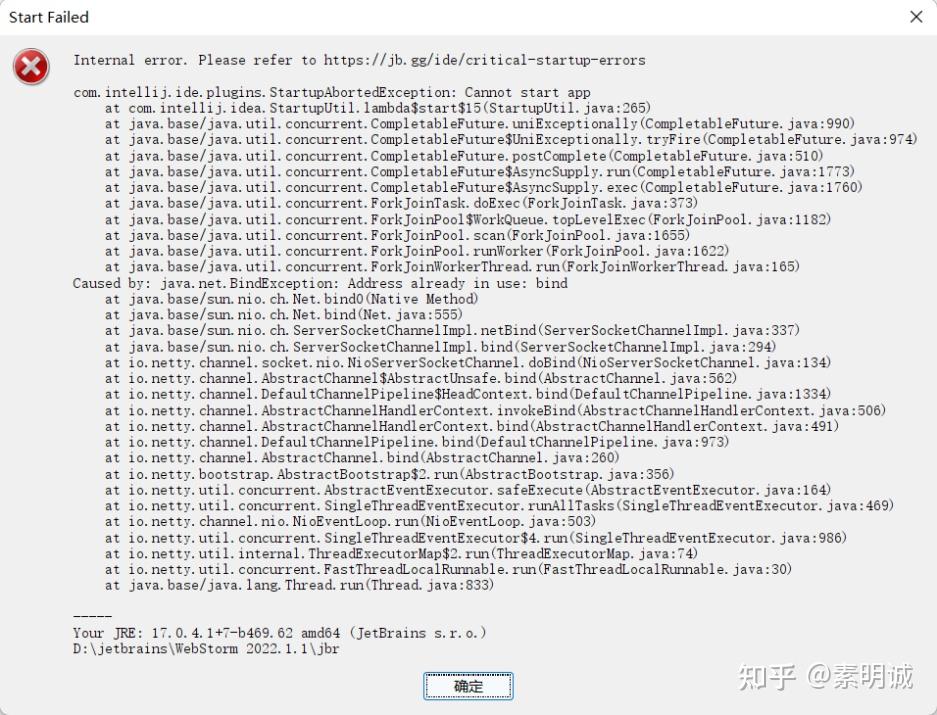 Start Failed
Internal error. Please refer to https://jb.gg/ide/critical-startup-errors
com.intellij.ide.plugins.StartupAbortedException: Cannot start app
at com.intellij.idea.StartupUtil.lambda$start$15(StartupUtil.java:265)
at java.base/java.util.concurrent.CompletableFuture.uniExceptionally(CompletableFuture.java:990)
at java.base/java.util.concurrent.CompletableFuture$UniExceptionally.tryFire(CompletableFuture.java:974)
at java.base/java.util.concurrent.CompletableFuture.postComplete(CompletableFuture.java:510)
at java.base/java.util.concurrent.CompletableFuture$AsyncSupply.run(CompletableFuture.java:1773)
at java.base/java.util.concurrent.CompletableFuture$AsyncSupply.exec(CompletableFuture.java:1760)
at java.base/java.util.concurrent.ForkJoinTask.doExec(ForkJoinTask.java:373)
at java.base/java.util.concurrent.ForkJoinPool$WorkQueue.topLevelExec(ForkJoinPool.java:1182)
at java.base/java.util.concurrent.ForkJoinPool.scan(ForkJoinPool.java:1655)
at java.base/java.util.concurrent.ForkJoinPool.runWorker(ForkJoinPool.java:1622)
at java.base/java.util.concurrent.ForkJoinWorkerThread.run(ForkJoinWorkerThread.java:165)
Caused by: java.net.BindException: Address already in use: bind
at java.base/sun.nio.ch.Net.bind0(Native Method)
at java.base/sun.nio.ch.Net.bind(Net.java:555)
at java.base/sun.nio.ch.ServerSocketChannelImpl.netBind(ServerSocketChannelImpl.java:337)
at java.base/sun.nio.ch.ServerSocketChannelImpl.bind(ServerSocketChannelImpl.java:294)
at io.netty.channel.socket.nio.NioServerSocketChannel.doBind(NioServerSocketChannel.java:134)
at io.netty.channel.AbstractChannel$AbstractUnsafe.bind(AbstractChannel.java:562)
at io.netty.channel.DefaultChannelPipeline$HeadContext.bind(DefaultChannelPipeline.java:1334)
at io.netty.channel.AbstractChannelHandlerContext.invokeBind(AbstractChannelHandlerContext.java:506)
at io.netty.channel.AbstractChannelHandlerContext.bind(AbstractChannelHandlerContext.java:491)
at io.netty.channel.DefaultChannelPipeline.bind(DefaultChannelPipeline.java:973)
at io.netty.channel.AbstractChannel.bind(AbstractChannel.java:260)
at io.netty.bootstrap.AbstractBootstrap$2.run(AbstractBootstrap.java:356)
at io.netty.util.concurrent.AbstractEventExecutor.safeExecute(AbstractEventExecutor.java:164)
at io.netty.util.concurrent.SingleThreadEventExecutor.runAllTasks(SingleThreadEventExecutor.java:469)
at io.netty.channel.nio.NioEventLoop.run(NioEventLoop.java:503)
at io.netty.util.concurrent.SingleThreadEventExecutor$4.run(SingleThreadEventExecutor.java:986)
at io.netty.util.internal.ThreadExecutorMap$2.run(ThreadExecutorMap.java:74)
at io.netty.util.concurrent.FastThreadLocalRunnable.run(FastThreadLocalRunnable.java:30)
at java.base/java.lang.Thread.run(Thread.java:833)
-----
Your JRE: 17.0.4.1+7-b469.62 amd64 (JetBrains s.r.o.)
D:\jetbrains\WebStorm 2022.1.1\jbr
确定
知乎 @素明诚